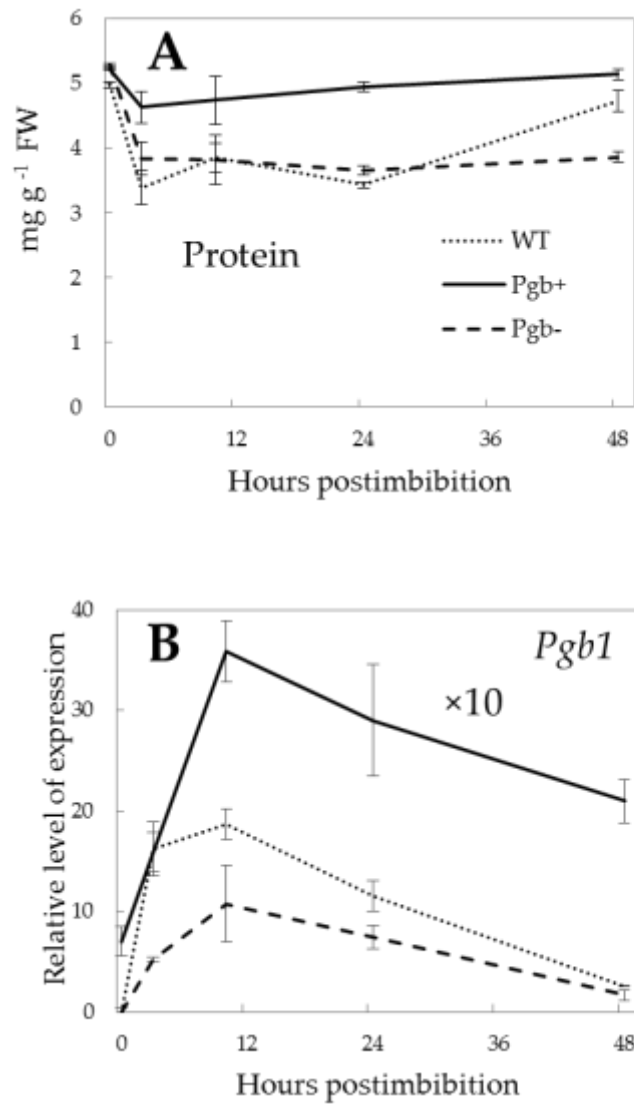 A
6
5
4
3
2
1
0
mg g -1 FW
Protein
WT
Pgb+
Pgb-
0 12 24 36 48
Hours postimbibition
B
Pgb1
×10
40
30
20
10
0
Relative level of expression
0 12 24 36 48
Hours postimbibition